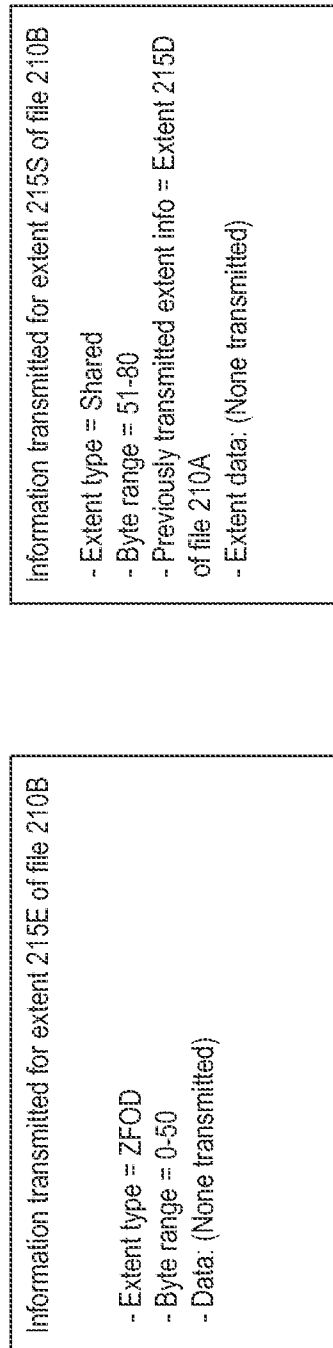 Information transmitted for extent 215E of file 210B
- Extent type = ZFOD
- Byte range = 0-50
- Data: (None transmitted)
Information transmitted for extent 215S of file 210B
- Extent type = Shared
- Byte range = 51-80
- Previously transmitted extent info = Extent 215D
of file 210A
- Extent data: (None transmitted)